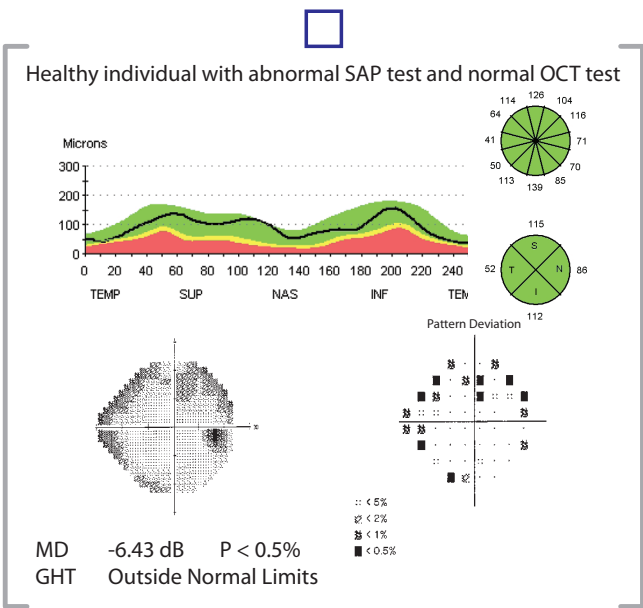 Healthy individual with abnormal SAP test and normal OCT test
Microns
300
200
100
0
0 20 40 60 80 100 120 140 160 180 200 220 240
TEMP SUP NAS INF TEM
126
114 104
64 116
41 71
50 70
113 85
139
115
S
52 T N 86
I
112
Pattern Deviation
30
:: < 5%
< 2%
< 1%
■ < 0.5%
MD -6.43 dB P < 0.5%
GHT Outside Normal Limits